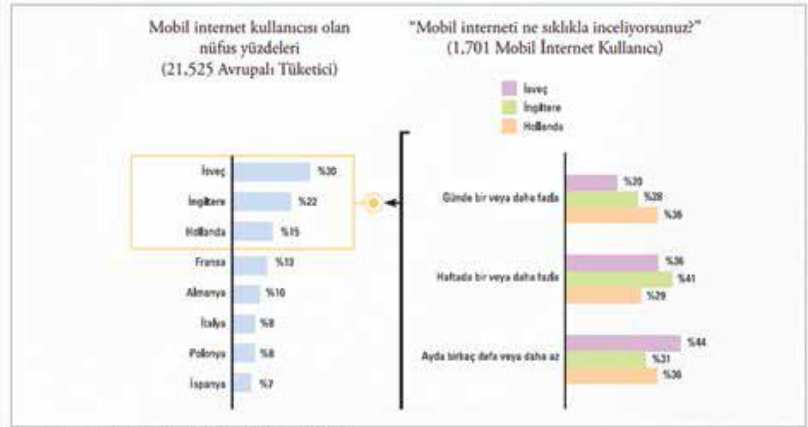 Mobil internet kullanıcısı olan
nüfus yüzdeleri
(21,525 Avrupalı Tüketici)
İsveç %30
İngiltere %22
Hollanda %15
Fransa %13
Almanya %10
İtalya %8
Polonya %8
İspanya %7
“Mobil interneti ne sıklıkla inceliyorsunuz?”
(1,701 Mobil İnternet Kullanıcı)
İsveç
İngiltere
Hollanda
Günde bir veya daha fazla
%20
%28
%36
Haftada bir veya daha fazla
%36
%41
%29
Ayda birkaç defa veya daha az
%44
%31
%36